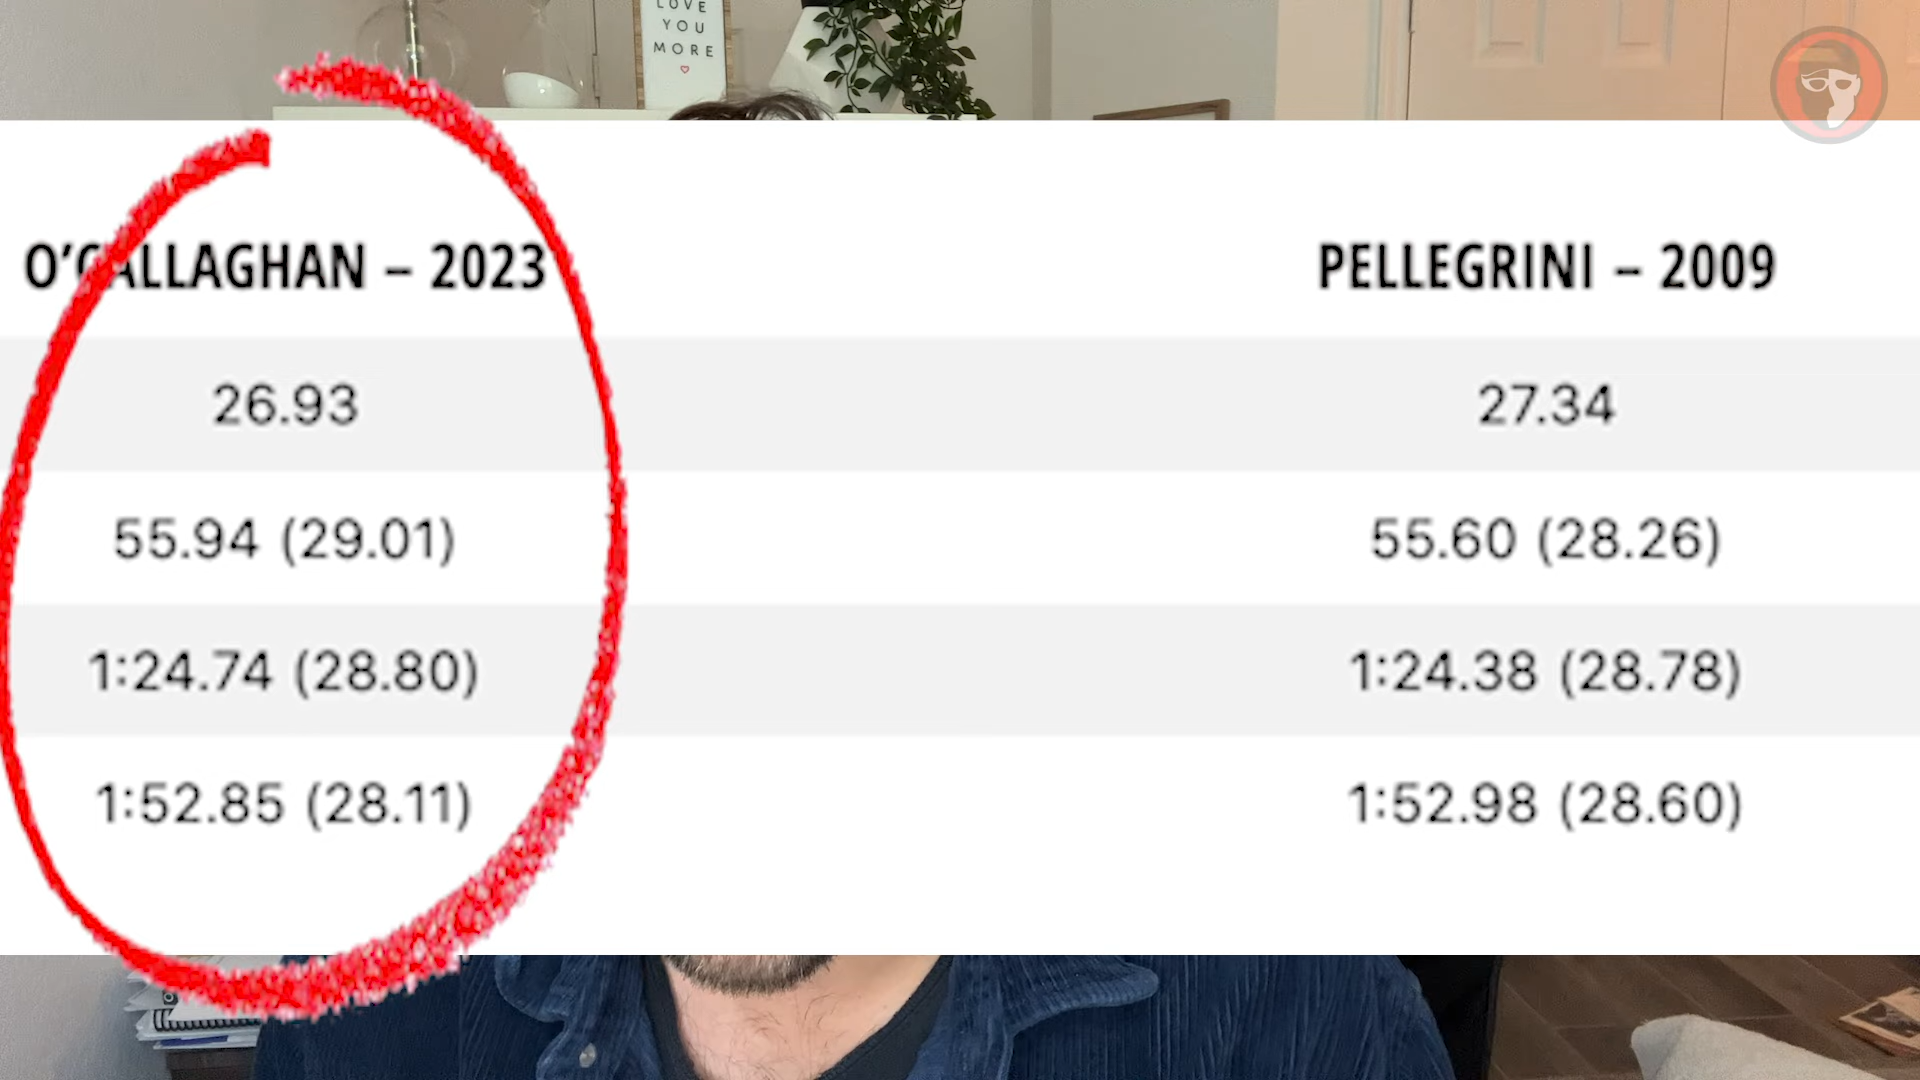 LOVE
YOU
MORE
O'CALLAGHAN – 2023 PELLEGRINI – 2009
26.93 27.34
55.94 (29.01) 55.60 (28.26)
1:24.74 (28.80) 1:24.38 (28.78)
1:52.85 (28.11) 1:52.98 (28.60)